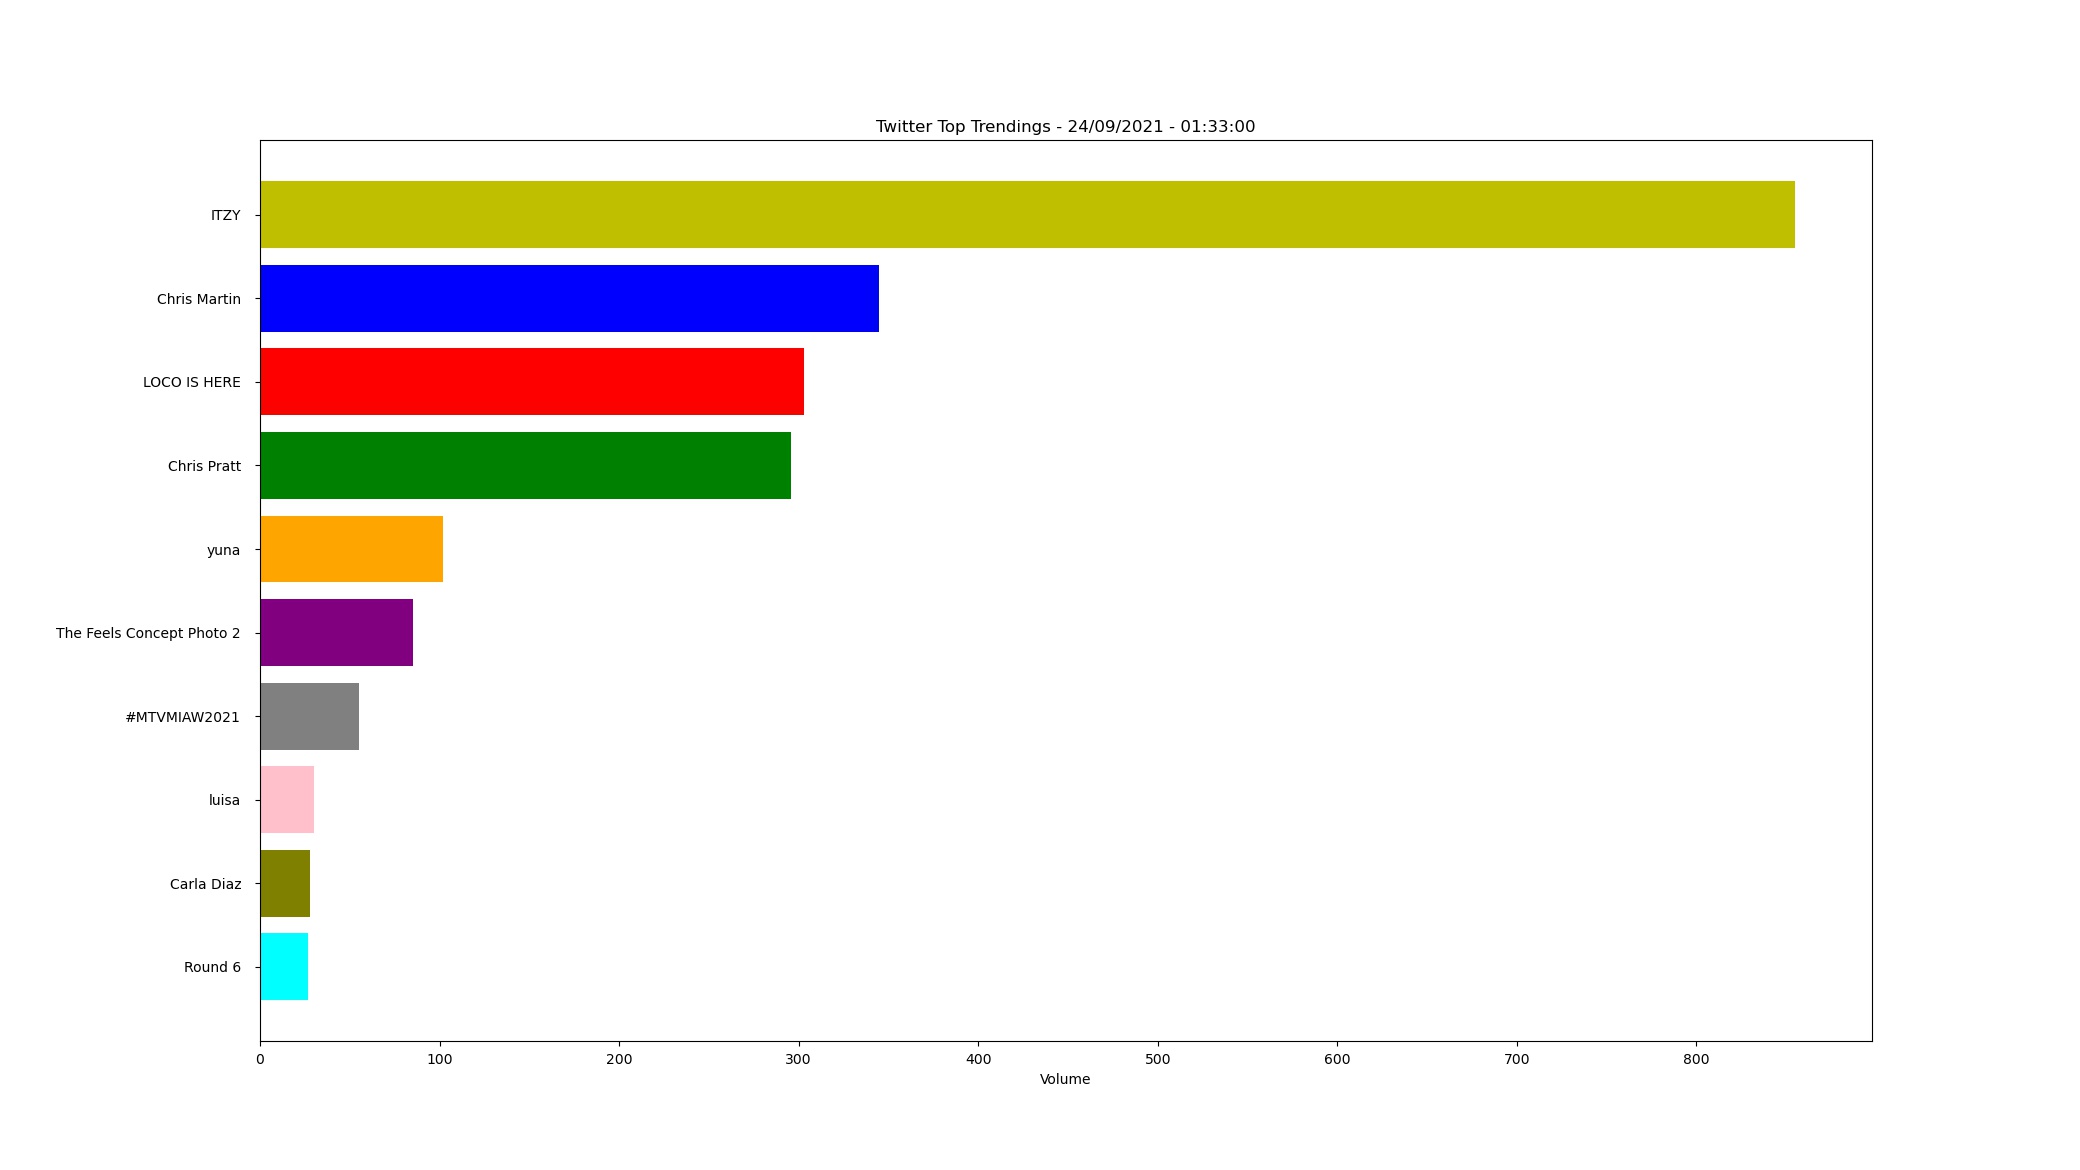 Twitter Top Trendings - 24/09/2021 - 01:33:00
ITZY
Chris Martin
LOCO IS HERE
Chris Pratt
yuna
The Feels Concept Photo 2
#MTVMIAW2021
luisa
Carla Diaz
Round 6
0 100 200 300 400 500 600 700 800
Volume